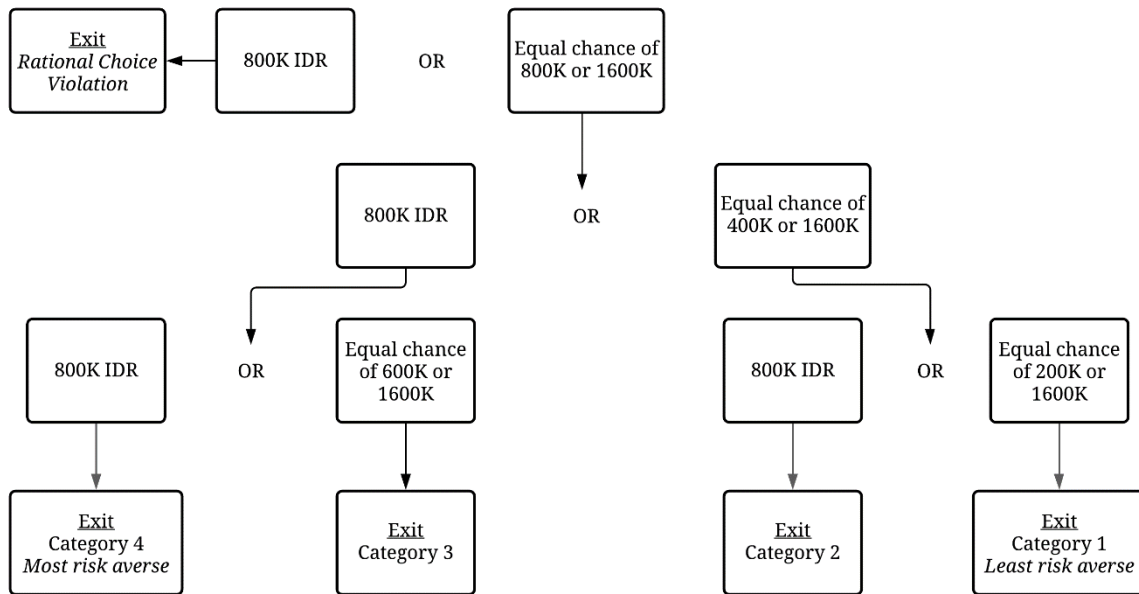 Exit
Rational Choice
Violation
800K IDR
OR
Equal chance of
800K or 1600K
800K IDR
OR
Equal chance of
400K or 1600K
800K IDR
OR
Equal chance
of 600K or
1600K
800K IDR
OR
Equal chance
of 200K or
1600K
Exit
Category 4
Most risk averse
Exit
Category 3
Exit
Category 2
Exit
Category 1
Least risk averse